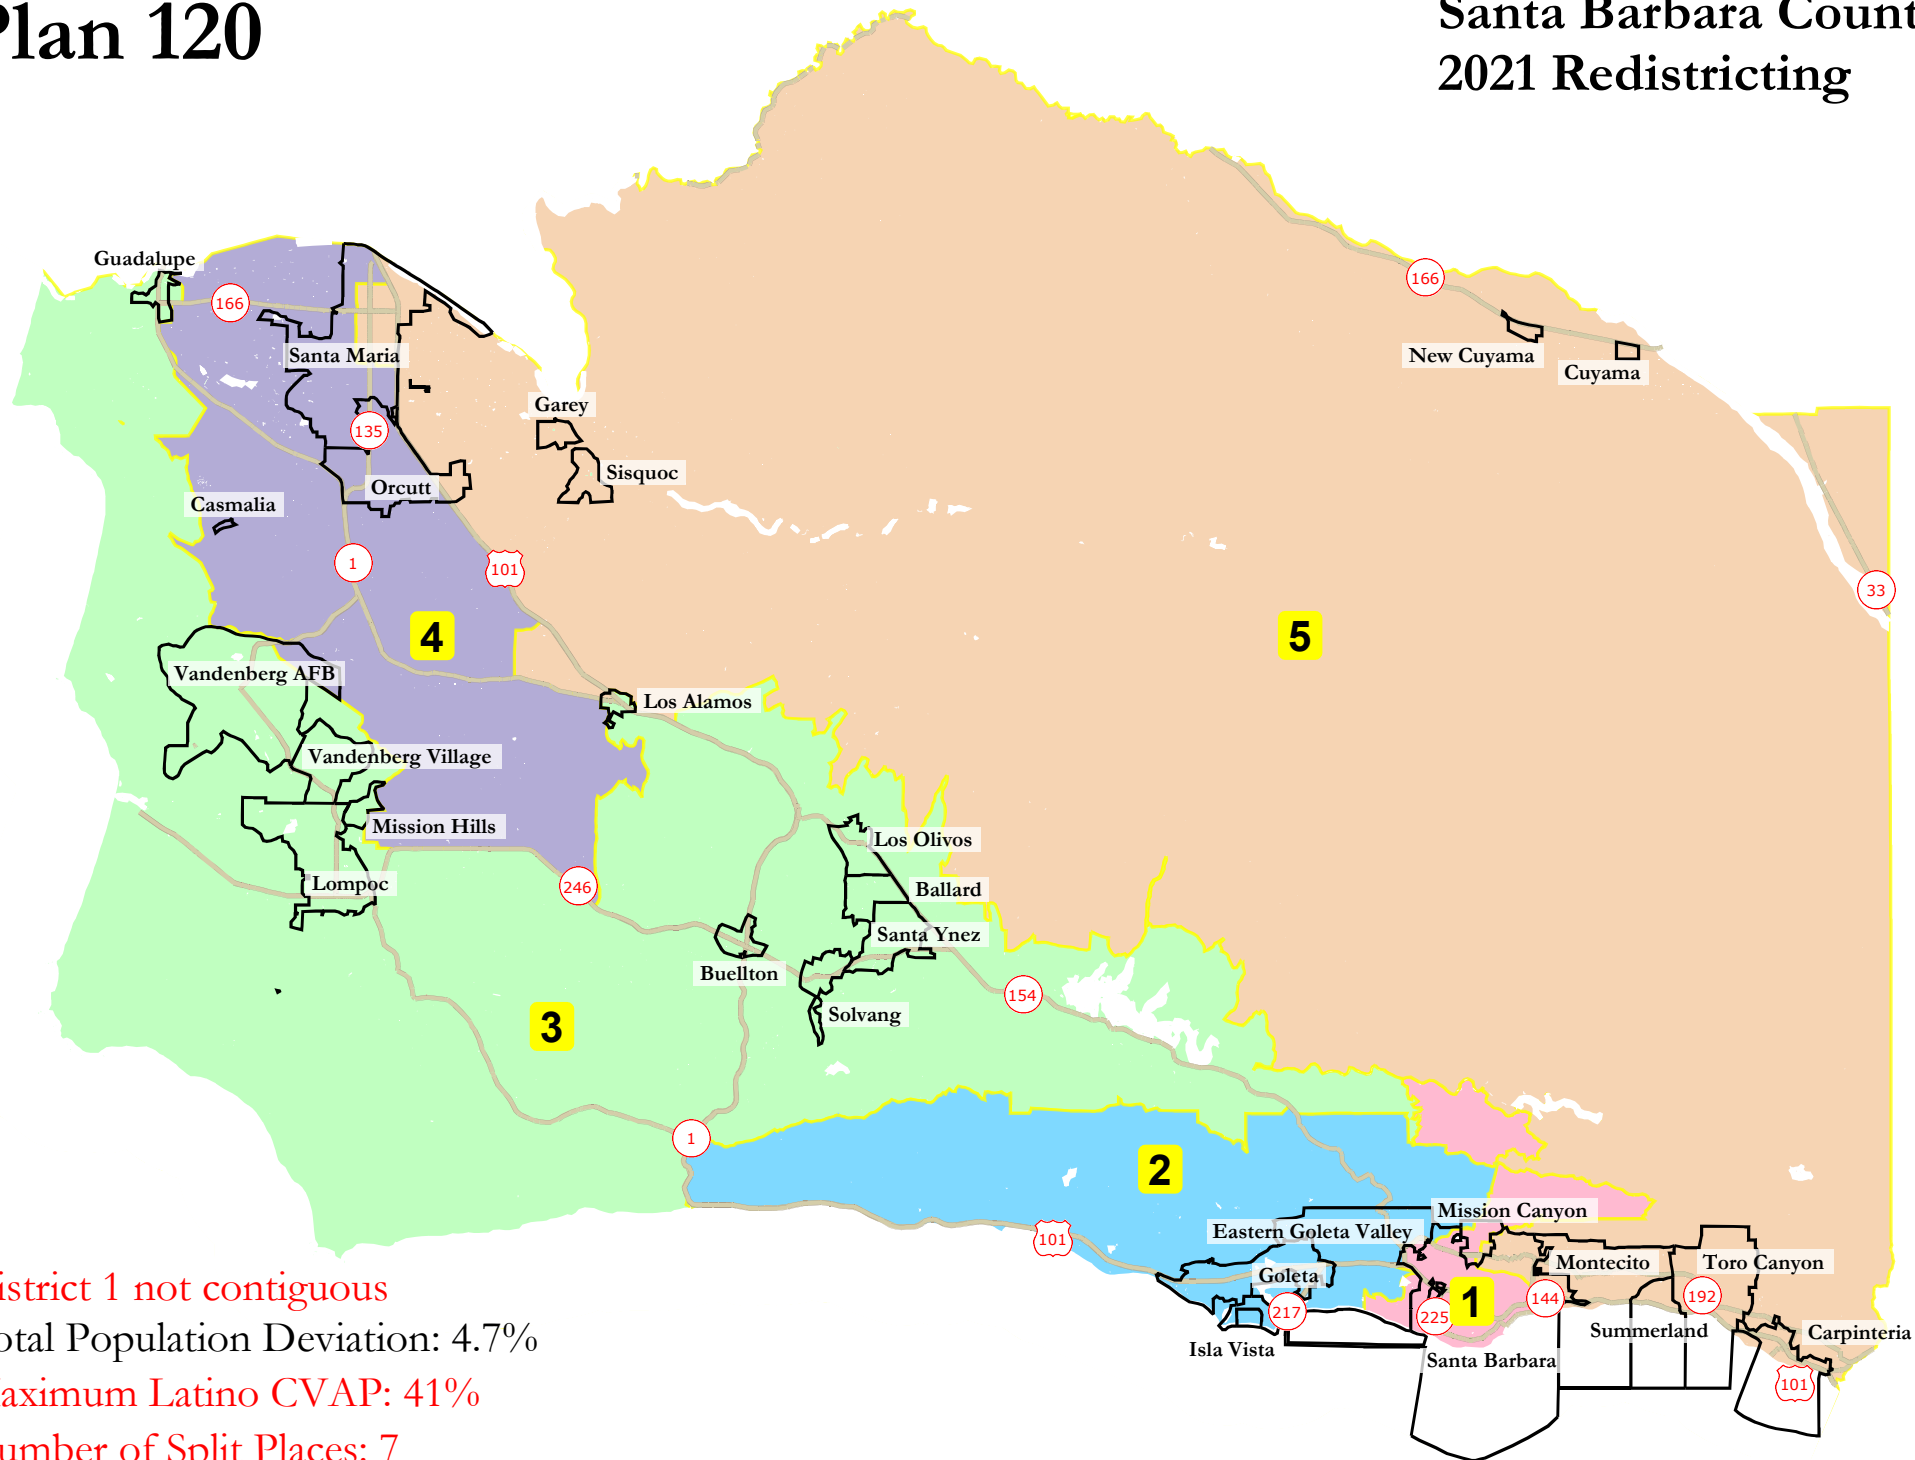 Plan 120
Santa Barbara Count
2021 Redistricting
Guadalupe
166
166
Santa Maria
New Cuyama
Cuyama
Garey
135
Sisquoc
Orcutt
Casmalia
1
101
33
4
5
Vandenberg AFB
Los Alamos
Vandenberg Village
Mission Hills
Los Olivos
Lompoc
246
Ballard
Santa Ynez
Buellton
154
Solvang
3
1
2
Mission Canyon
Eastern Goleta Valley
101
Goleta
Montecito
Toro Canyon
217
225
1
144
192
Isla Vista
Summerland
Carpinteria
Santa Barbara
101
istrict 1 not contiguous
otal Population Deviation: 4.7%
aximum Latino CVAP: 41%
umber of Split Places: 7